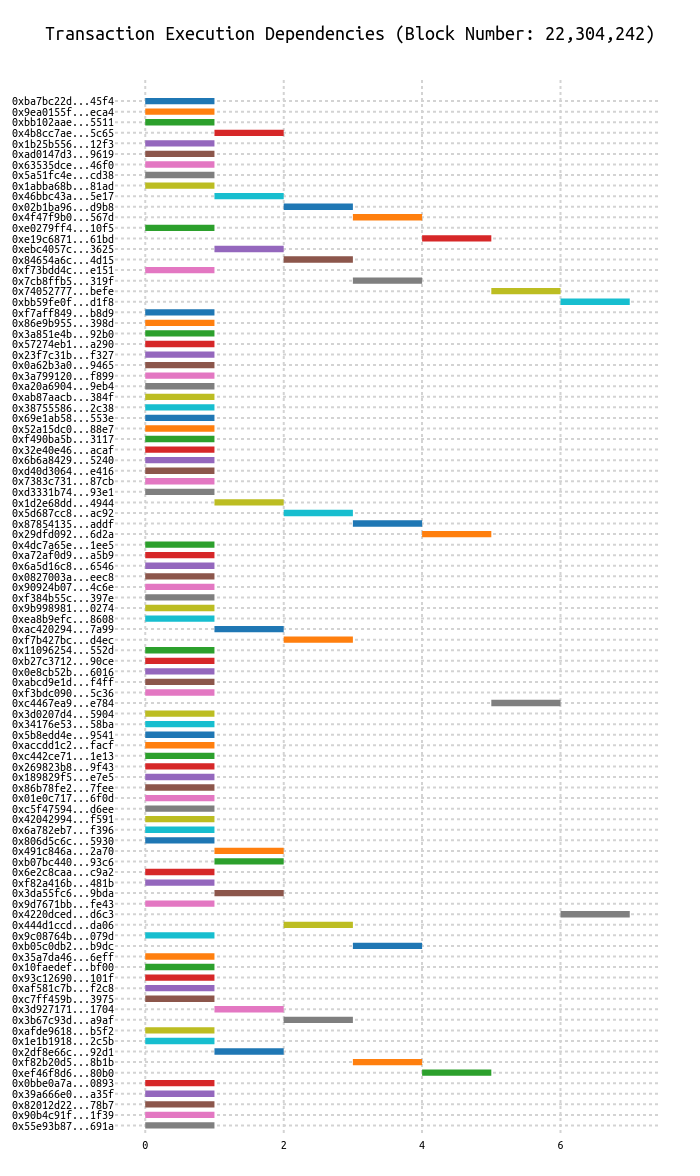 Transaction Execution Dependencies (Block Number: 22,304,242)
0xba7bc22d...45f4
0x9ea0155f...eca4
0xbb102aae...5511
0x4b8cc7ae...5c65
0x1b25b556...12f3
0xad0147d3...9619
0x63535dce...46f0
0x5a51fc4e...cd38
0x1abba68b...81ad
0x46bbc43a...5e17
0x02b1ba96...d9b8
0x4f47f9b0...567d
0xe0279ff4...10f5
0xe19c6871...61bd
0xebc4057c...3625
0x84654a6c...4d15
0xf73bdd4c...e151
0x7cb8ffb5...319f
0x74052777...befe
0xbb59fe0f...d1f8
0xf7aff849...b8d9
0x86e9b955...398d
0x3a851e4b...92b0
0x57274eb1...a290
0x23f7c31b...f327
0x0a62b3a0...9465
0x3a799120...f899
0xa20a6904...9eb4
0xab87aacb...384f
0x38755586...2c38
0x69e1ab58...553e
0x52a15dc0...88e7
0xf490ba5b...3117
0x32e40e46...acaf
0x6b6a8429...5240
0xd40d3064...e416
0x7383c731...87cb
0xd3331b74...93e1
0x1d2e68dd...4944
0x5d687cc8...ac92
0x87854135...addf
0x29dfd092...6d2a
0x4dc7a65e...1ee5
0xa72af0d9...a5b9
0x6a5d16c8...6546
0x0827003a...eec8
0x90924b07...4c6e
0xf384b55c...397e
0x9b998981...0274
0xea8b9efc...8608
0xac420294...7a99
0xf7b427bc...d4ec
0x11096254...552d
0xb27c3712...90ce
0x0e8cb52b...6016
0xabcd9e1d...f4ff
0xf3bdc090...5c36
0xc4467ea9...e784
0x3d0207d4...5904
0x34176e53...58ba
0x5b8edd4e...9541
0xaccdd1c2...facf
0xc442ce71...1e13
0x269823b8...9f43
0x189829f5...e7e5
0x86b78fe2...7fee
0x01e0c717...6f0d
0xc5f47594...d6ee
0x42042994...f591
0x6a782eb7...f396
0x806d5c6c...5930
0x491c846a...2a70
0xb07bc440...93c6
0x6e2c8caa...c9a2
0xf82a416b...481b
0x3da55fc6...9bda
0x9d7671bb...fe43
0x4220dced...d6c3
0x444d1ccd...da06
0x9c08764b...079d
0xb05c0db2...b9dc
0x35a7da46...6eff
0x10faedef...bf00
0x93c12690...101f
0xaf581c7b...f2c8
0xc7ff459b...3975
0x3d927171...1704
0x3b67c93d...a9af
0xafde9618...b5f2
0x1e1b1918...2c5b
0x2df8e66c...92d1
0xf82b20d5...8b1b
0xef46f8d6...80b0
0x0bbe0a7a...0893
0x39a666e0...a35f
0x82012d22...78b7
0x90b4c91f...1f39
0x55e93b87...691a
0 2 4 6